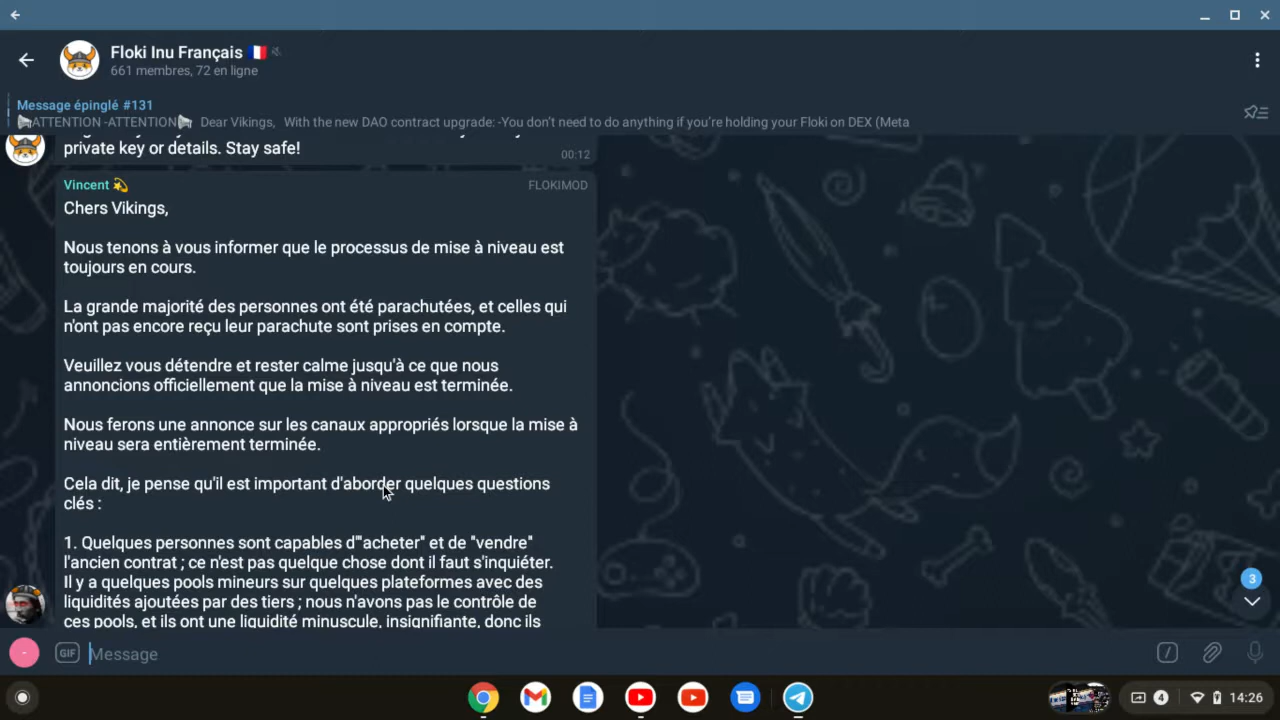 Floki Inu Français
661 membres, 72 en ligne
Message épinglé #131
ATTENTION -ATTENTION Dear Vikings, With the new DAO contract upgrade: -You don't need to do anything if you're holding your Floki on DEX (Meta
private key or details. Stay safe!
00:12
Vincent
FLOKIMOD
Chers Vikings,
Nous tenons à vous informer que le processus de mise à niveau est
toujours en cours.
La grande majorité des personnes ont été parachutées, et celles qui
n'ont pas encore reçu leur parachute sont prises en compte.
Veuillez vous détendre et rester calme jusqu'à ce que nous
annoncions officiellement que la mise à niveau est terminée.
Nous ferons une annonce sur les canaux appropriés lorsque la mise à
niveau sera entièrement terminée.
Cela dit, je pense qu'il est important d'aborder quelques questions
clés :
1. Quelques personnes sont capables d'"acheter" et de "vendre"
l'ancien contrat ; ce n'est pas quelque chose dont il faut s'inquiéter.
Il y a quelques pools mineurs sur quelques plateformes avec des
liquidités ajoutées par des tiers ; nous n'avons pas le contrôle de
ces pools, et ils ont une liquidité minuscule, insignifiante, donc ils
3
GIF
Message
4
14:26